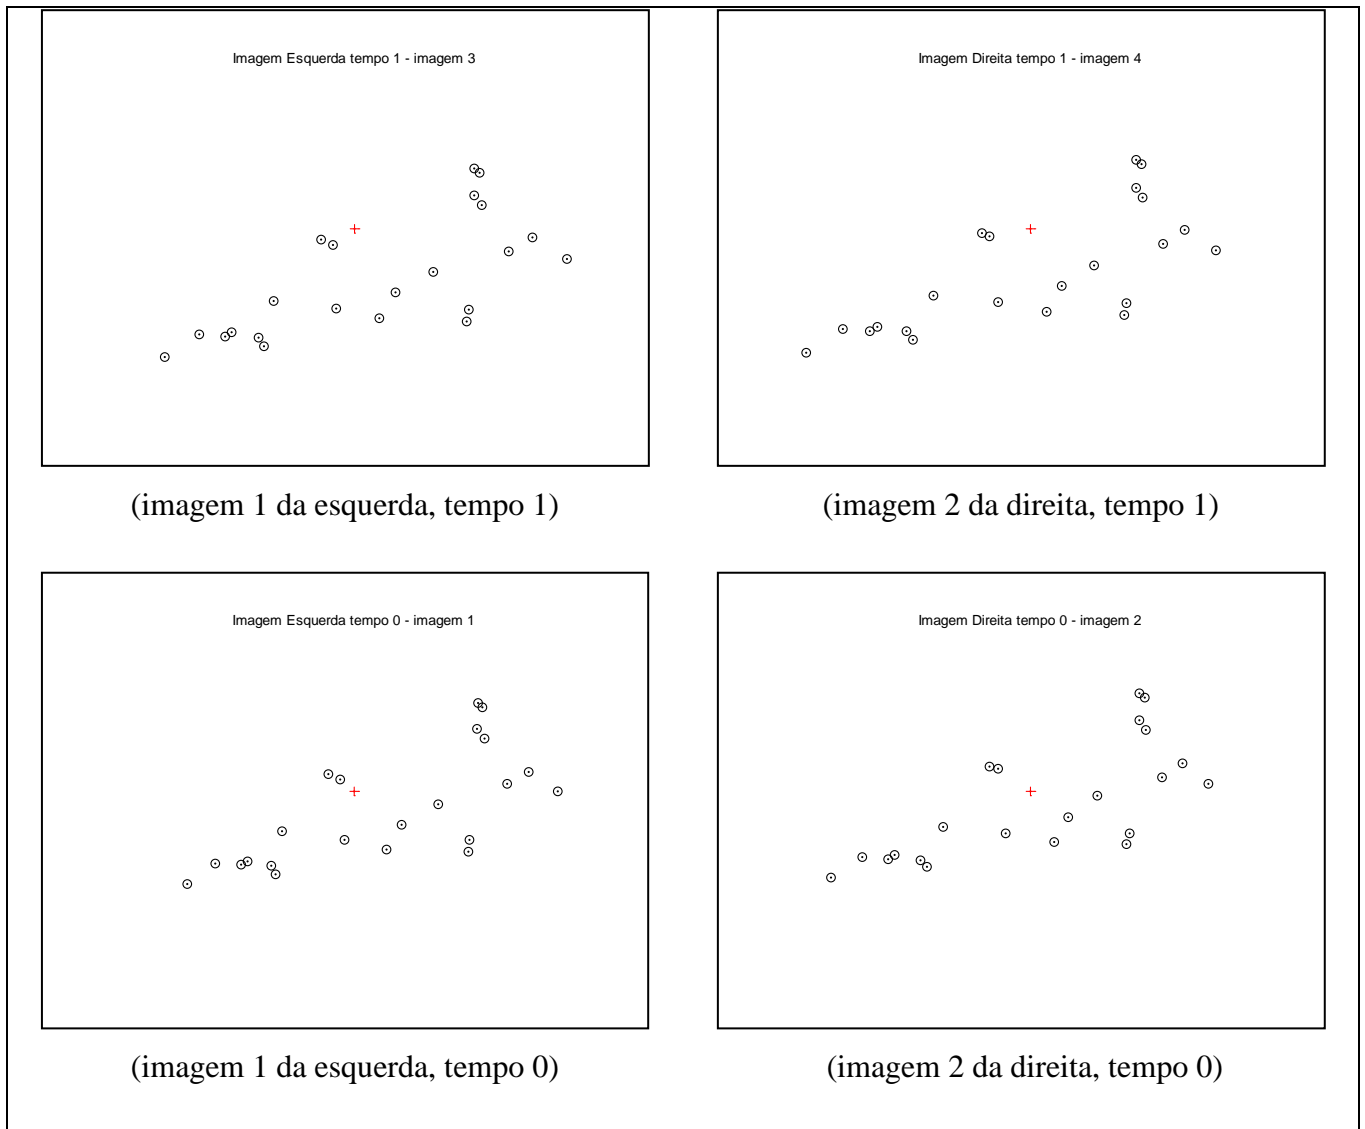 Imagem Esquerda tempo 1 - imagem 3
Imagem Direita tempo 1 - imagem 4
(imagem 1 da esquerda, tempo 1)
(imagem 2 da direita, tempo 1)
Imagem Esquerda tempo 0 - imagem 1
Imagem Direita tempo 0 - imagem 2
(imagem 1 da esquerda, tempo 0)
(imagem 2 da direita, tempo 0)